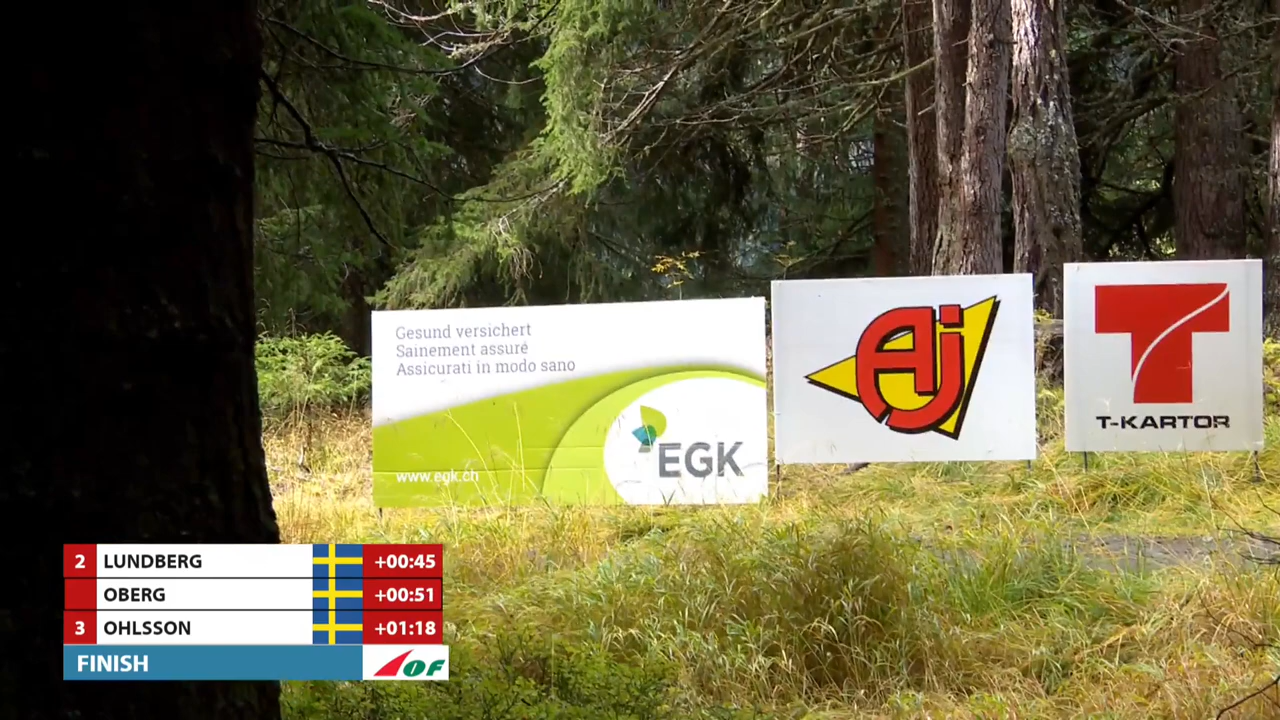 Gesund versichert
Sainement assuré
Assicurati in modo sano
www.egk.ch
EGK
Aj
T
T-KARTOR
2 LUNDBERG +00:45
OBERG +00:51
3 OHLSSON +01:18
FINISH IOF